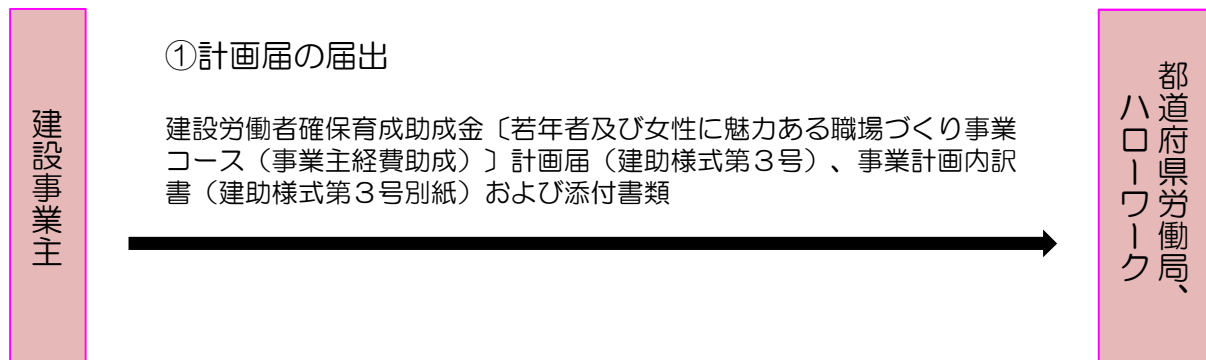 建設事業主
①計画届の届出
建設労働者確保育成助成金〔若年者及び女性に魅力ある職場づくり事業
コース（事業主経費助成）〕計画届（建助様式第３号）、事業計画内訳
書（建助様式第３号別紙）および添付書類
都道府県労働局、
ハローワーク